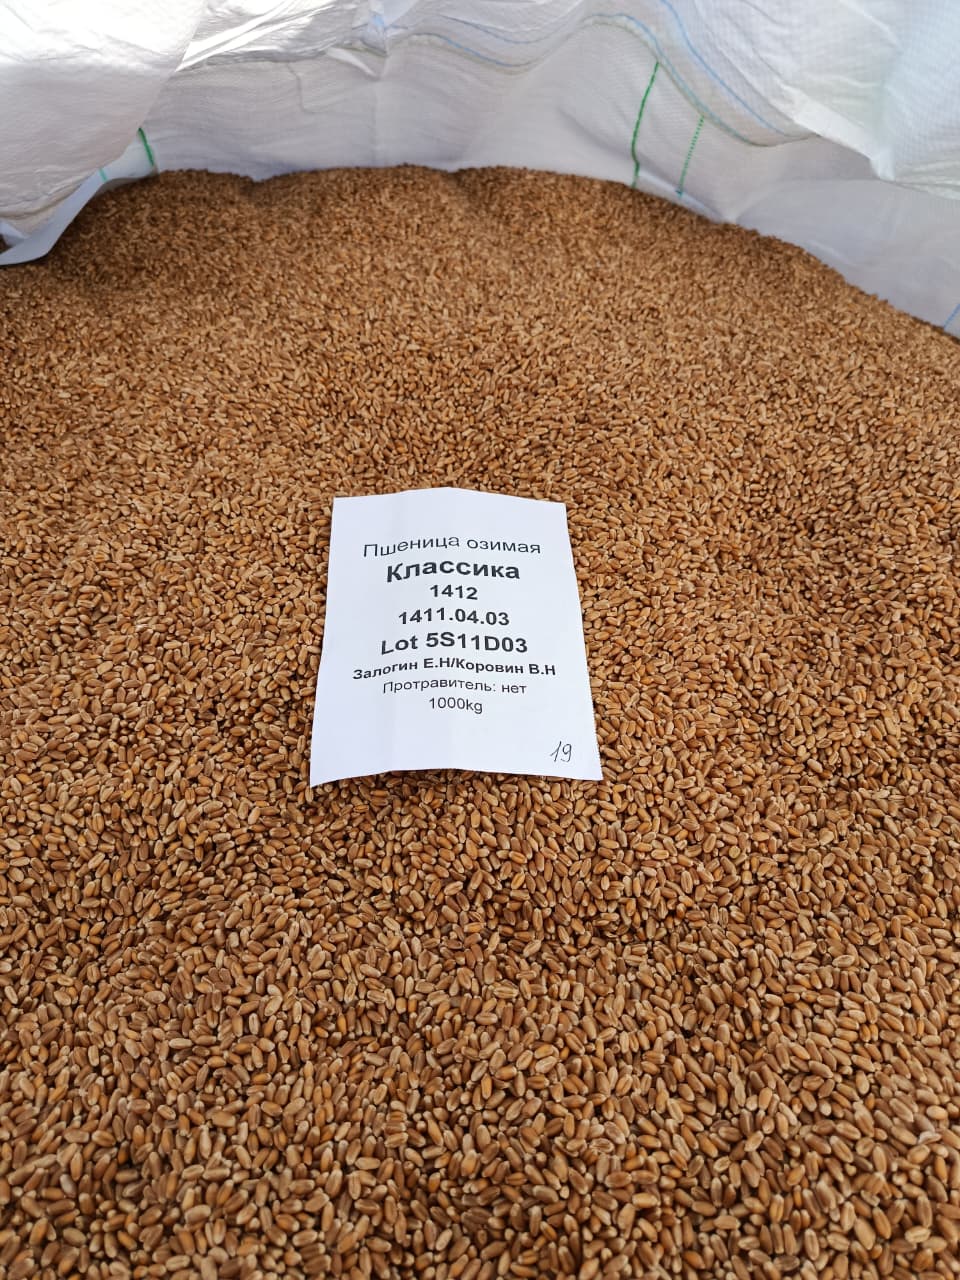 Пшеница озимая
Классика
1412
1411.04.03
Lot 5S11D03
Залогин Е.Н/Коровин В.Н
Протравитель: нет
1000kg
19